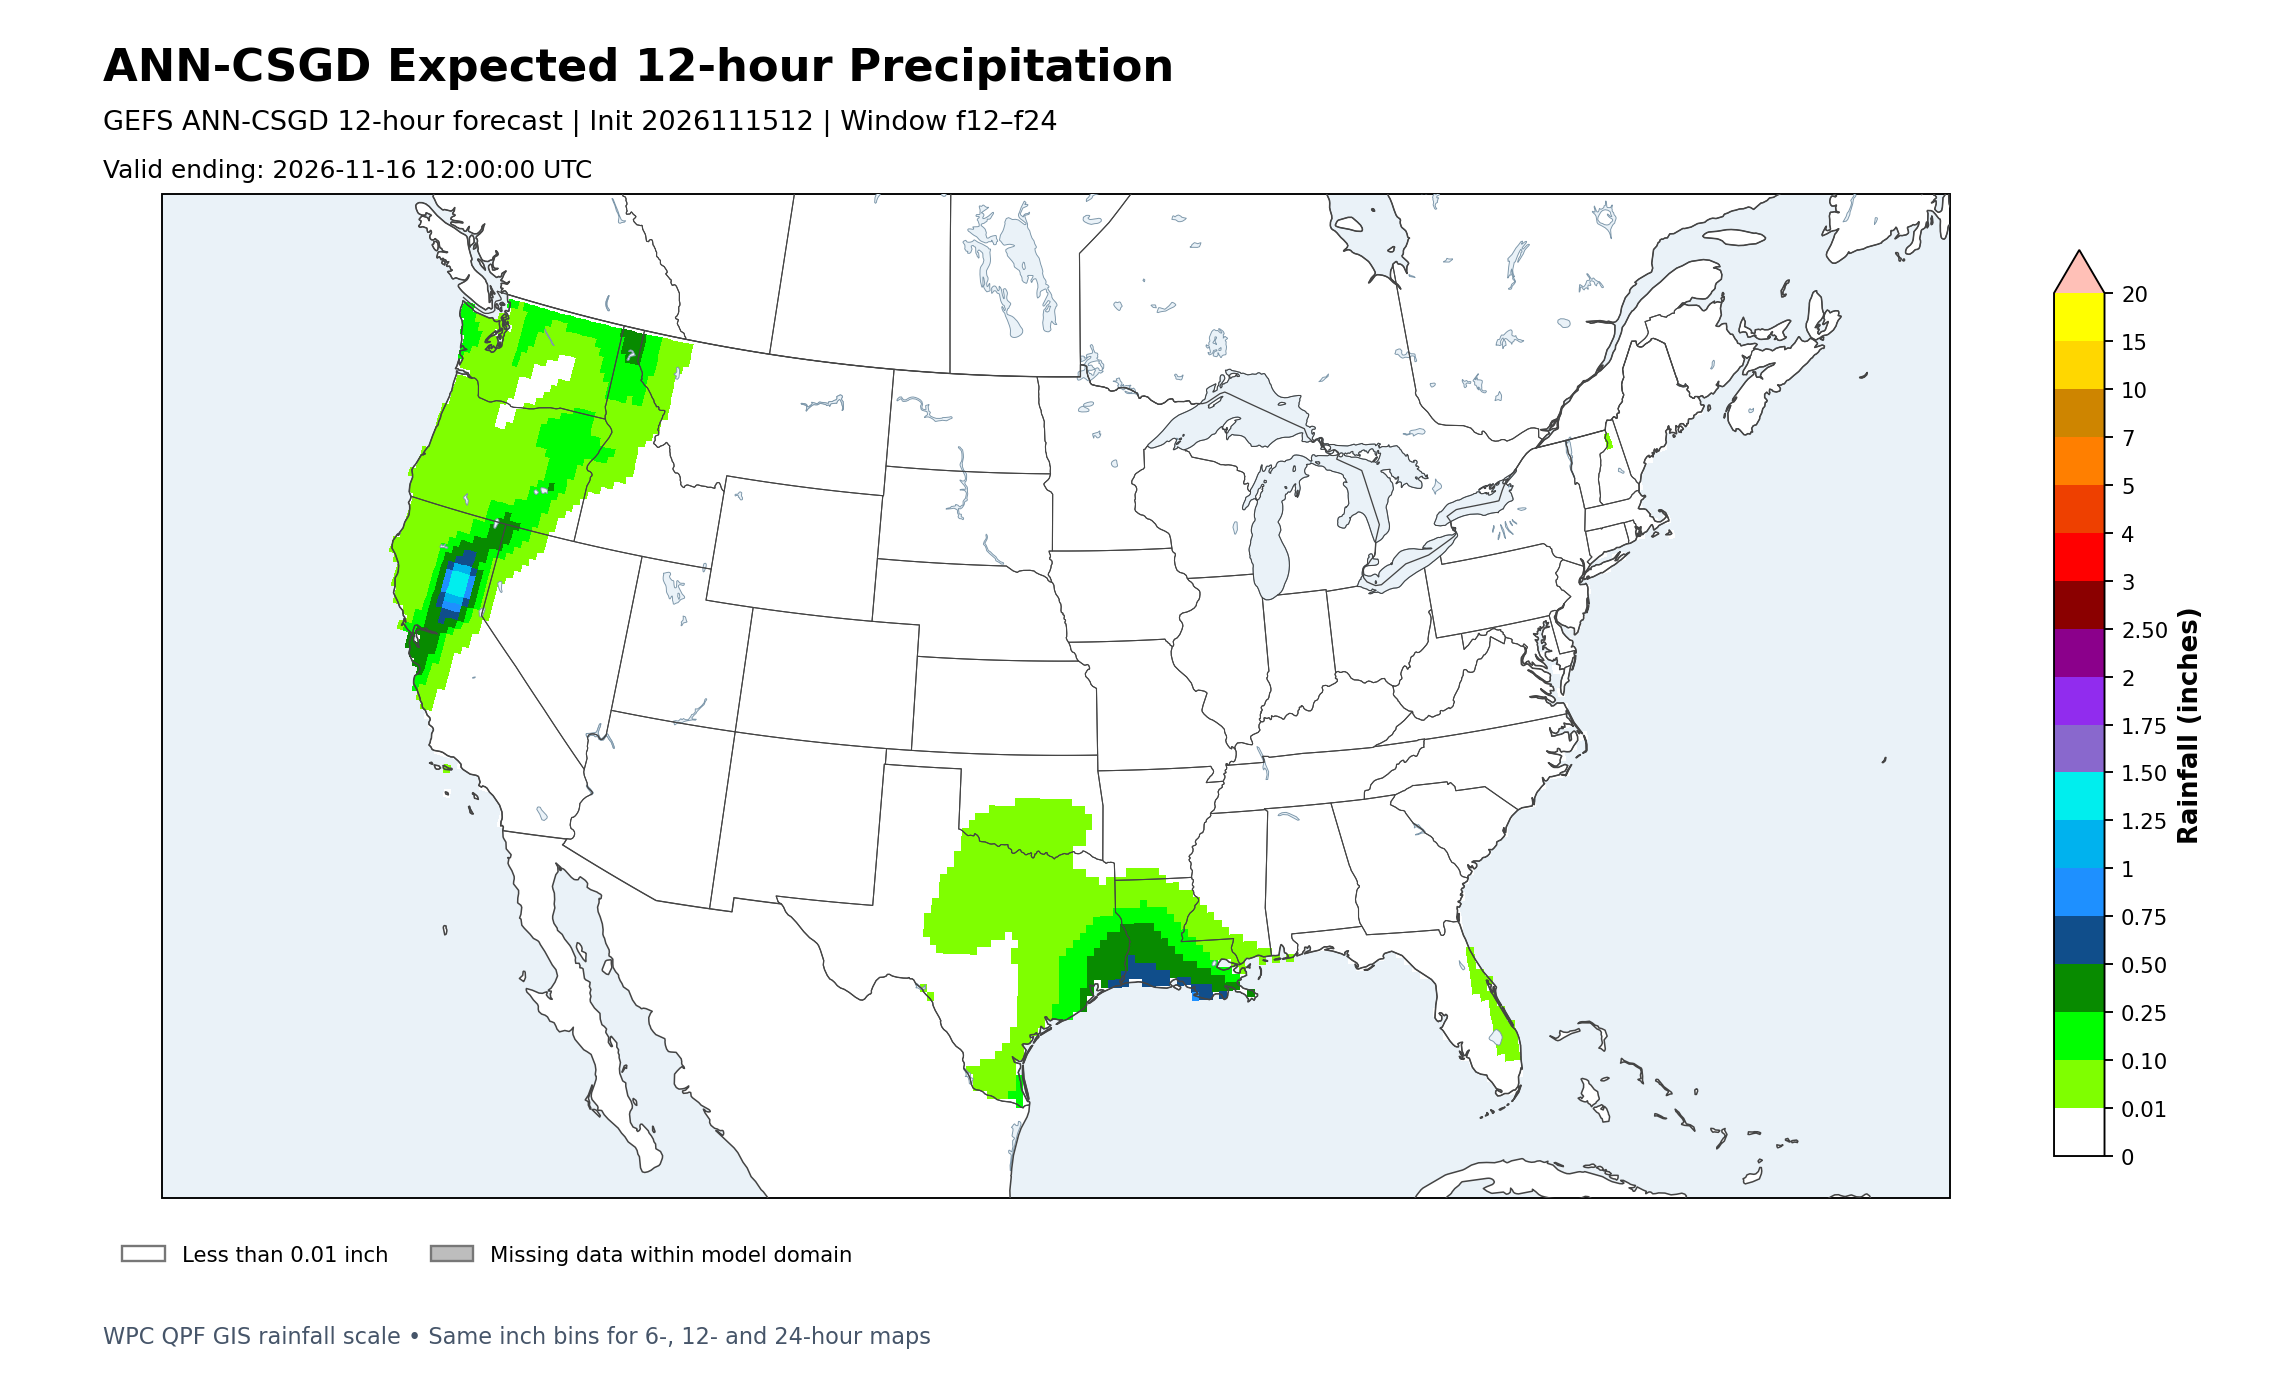 ANN-CSGD Expected 12-hour Precipitation
GEFS ANN-CSGD 12-hour forecast | Init 2026111512 | Window f12–f24
Valid ending: 2026-11-16 12:00:00 UTC
20
15
10
7
5
4
3
2.50
2
1.75
1.50
1.25
1
0.75
0.50
0.25
0.10
0.01
0
Rainfall (inches)
Less than 0.01 inch
Missing data within model domain
WPC QPF GIS rainfall scale • Same inch bins for 6-, 12- and 24-hour maps